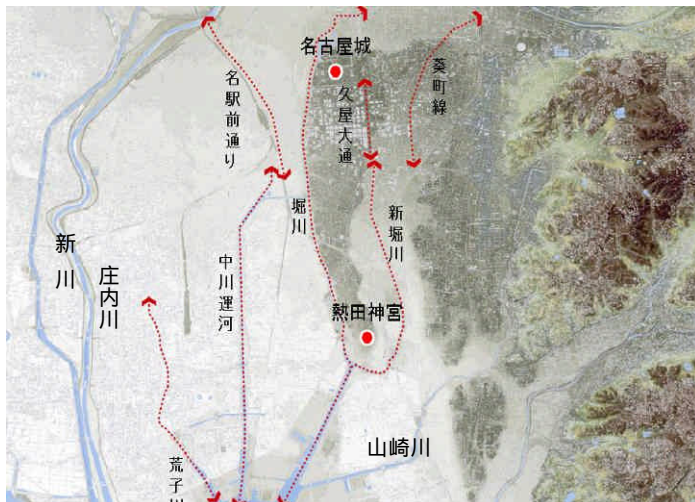 名古屋城
葵町線
久屋大通
名駅前通り
堀川
新堀川
新川
庄内川
中川運河
熱田神宮
山崎川
荒子川